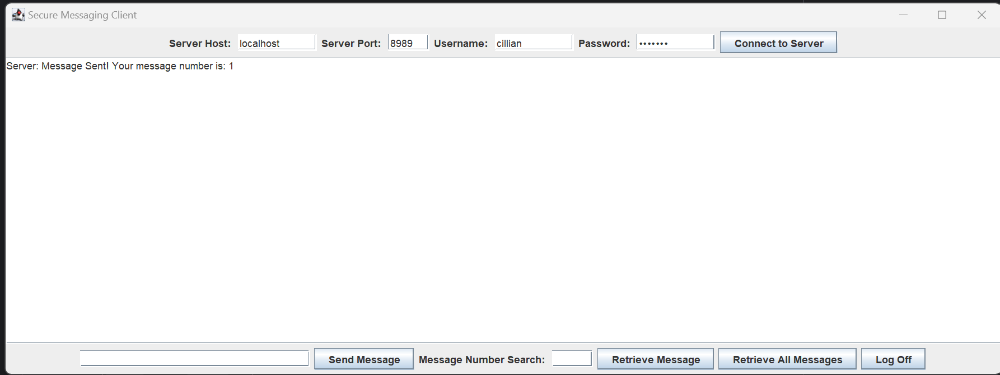 Secure Messaging Client
Server Host: localhost Server Port: 8989 Username: cillian Password: ••••••• Connect to Server
Server: Message Sent! Your message number is: 1
Send Message Message Number Search: Retrieve Message Retrieve All Messages Log Off